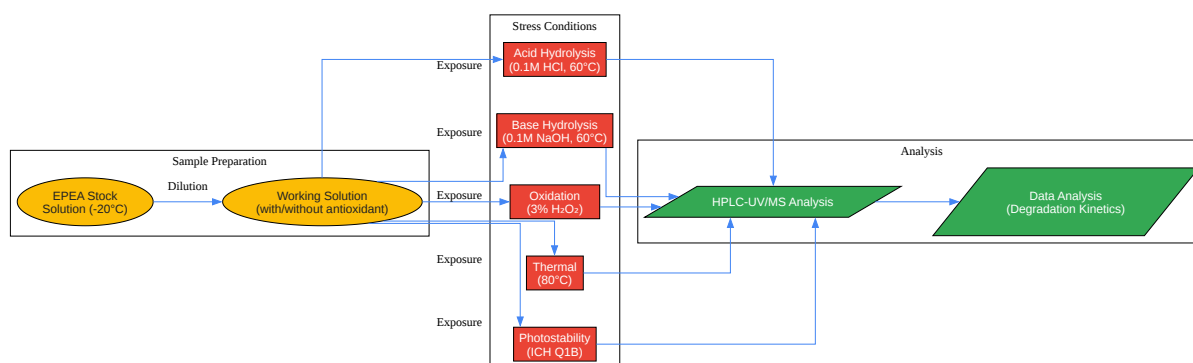 Sample Preparation
EPEA Stock
Solution (-20°C)
Dilution
Working Solution
(with/without antioxidant)
Exposure
Exposure
Exposure
Exposure
Exposure
Stress Conditions
Acid Hydrolysis
(0.1M HCl, 60°C)
Base Hydrolysis
(0.1M NaOH, 60°C)
Oxidation
(3% H₂O₂)
Thermal
(80°C)
Photostability
(ICH Q1B)
Analysis
HPLC-UV/MS Analysis
Data Analysis
(Degradation Kinetics)